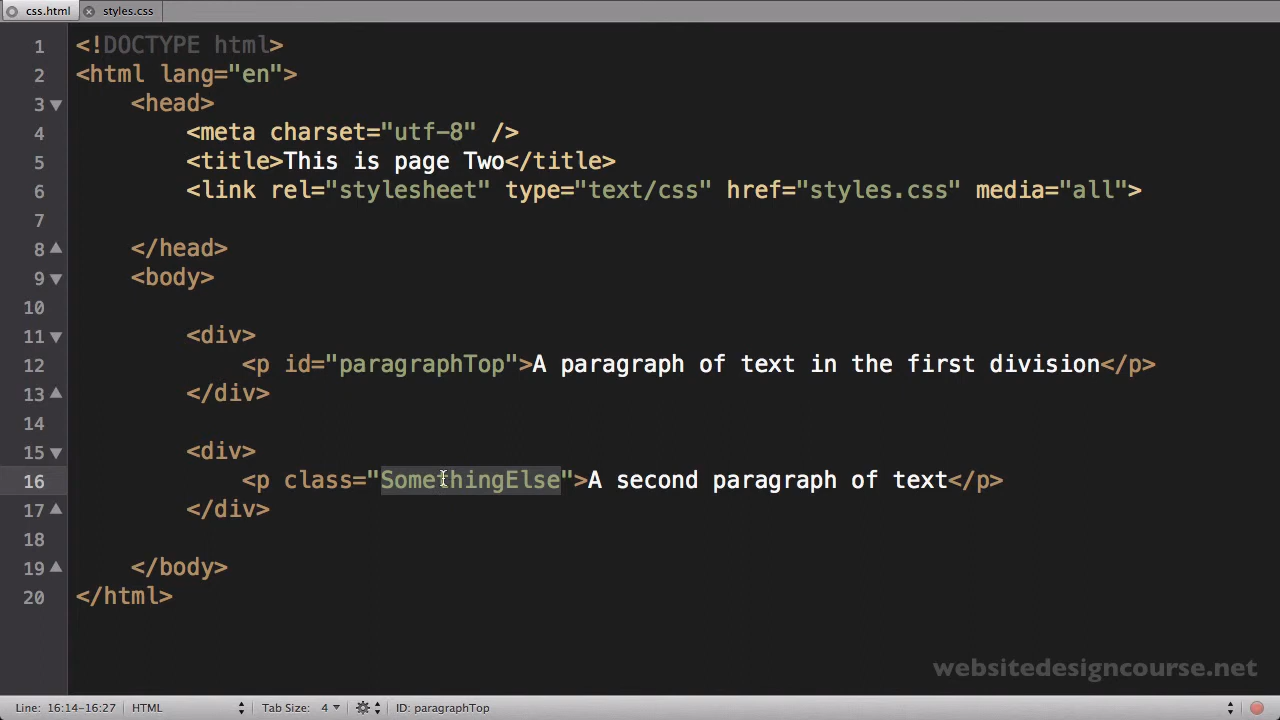 css.html styles.css
1 <!DOCTYPE html>
2 <html lang="en">
3 <head>
4 <meta charset="utf-8" />
5 <title>This is page Two</title>
6 <link rel="stylesheet" type="text/css" href="styles.css" media="all">
7
8 </head>
9 <body>
10
11 <div>
12 <p id="paragraphTop">A paragraph of text in the first division</p>
13 </div>
14
15 <div>
16 <p class="SomethingElse">A second paragraph of text</p>
17 </div>
18
19 </body>
20 </html>
websitedesigncourse.net
Line: 16:14-16:27 HTML Tab Size: 4 ID: paragraphTop